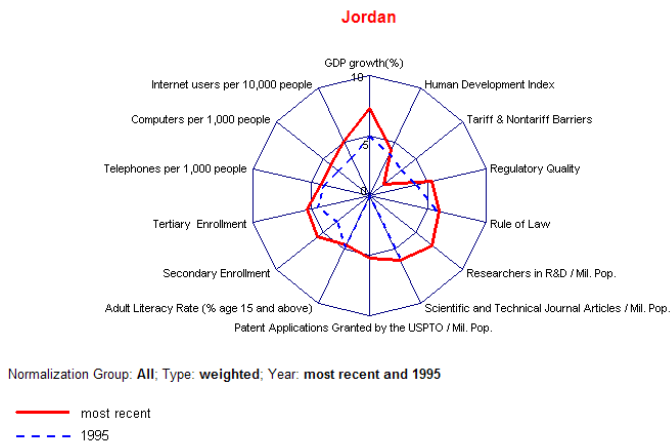 Jordan
GDP growth(%)
10
Internet users per 10,000 people
Human Development Index
Computers per 1,000 people
Tariff & Nontariff Barriers
5
Telephones per 1,000 people
Regulatory Quality
0
Tertiary Enrollment
Rule of Law
Secondary Enrollment
Researchers in R&D / Mil. Pop.
Adult Literacy Rate (% age 15 and above)
Scientific and Technical Journal Articles / Mil. Pop.
Patent Applications Granted by the USPTO / Mil. Pop.
Normalization Group: All; Type: weighted; Year: most recent and 1995
most recent
1995